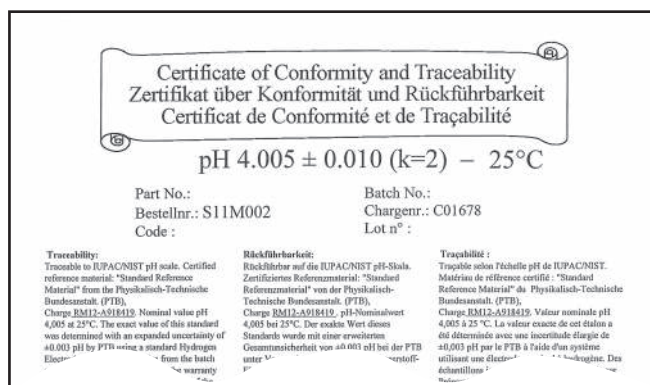 Certificate of Conformity and Traceability
Zertifikat über Konformität und Rückführbarkeit
Certificat de Conformité et de Traçabilité
pH 4.005 ± 0.010 (k=2) – 25°C
Part No.:
Bestellnr.: S11M002
Code :
Batch No.:
Chargenr.: C01678
Lot n° :
Traceability:
Traceable to IUPAC/NIST pH scale. Certified
reference material: "Standard Reference
Material" from the Physikalisch-Technische
Bundesanstalt. (PTB),
Charge RM12-A918419. Nominal value pH
4,005 at 25°C. The exact value of this standard
was determined with an expanded uncertainty of
±0.003 pH by PTB using a standard Hydrogen
from the batch
warranty
Rückführbarkeit:
Rückführbar auf die IUPAC/NIST pH-Skala.
Zertifiziertes Referenzmaterial: "Standard
Referenzmaterial" von der Physikalisch-
Technische Bundesanstalt. (PTB),
Charge RM12-A918419 , pH-Nominalwert
4,005 bei 25°C. Der exakte Wert dieses
Standards wurde mit einer erweiterten
Gesamtunsicherheit von ±0.003 pH bei der PTB
unter
Traçabilité :
Traçable selon l'échelle pH de IUPAC/NIST.
Matériau de référence certifié : "Standard
Reference Material" du Physikalisch-Technische
Bundesanstalt. (PTB),
Charge RM12-A918419, Valeur nominale pH
4,005 à 25 °C. La valeur exacte de cet étalon a
été déterminée avec une incertitude élargie de
±0,003 pH par le PTB à l'aide d'un système
utilisant une hydrogène. Des
échantillons